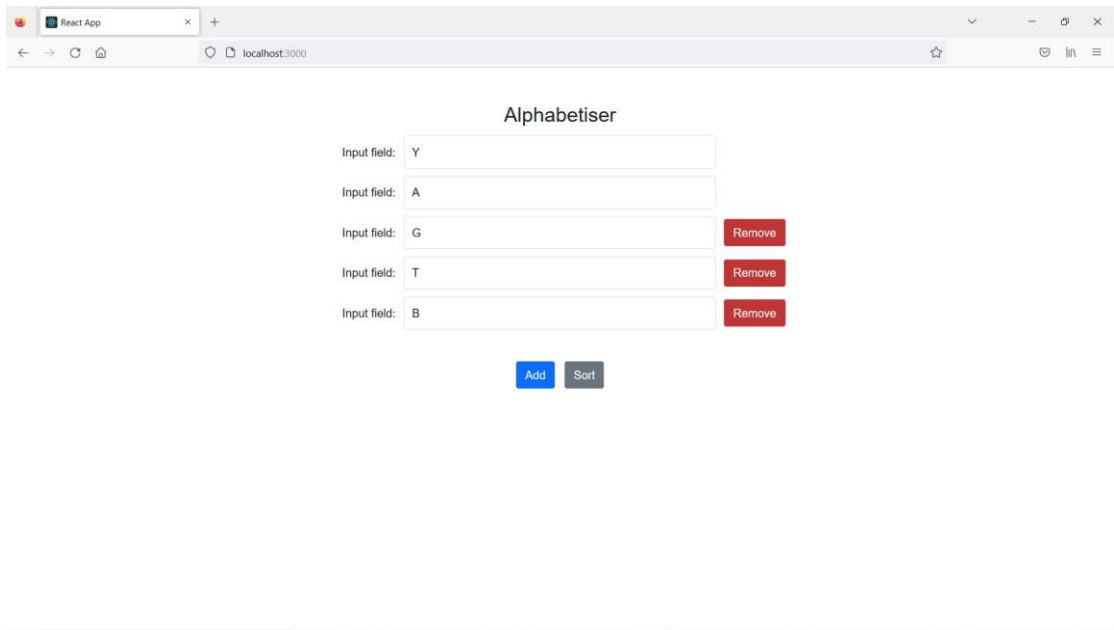 React App
localhost:3000
Alphabetiser
Input field: Y
Input field: A
Input field: G Remove
Input field: T Remove
Input field: B Remove
Add Sort